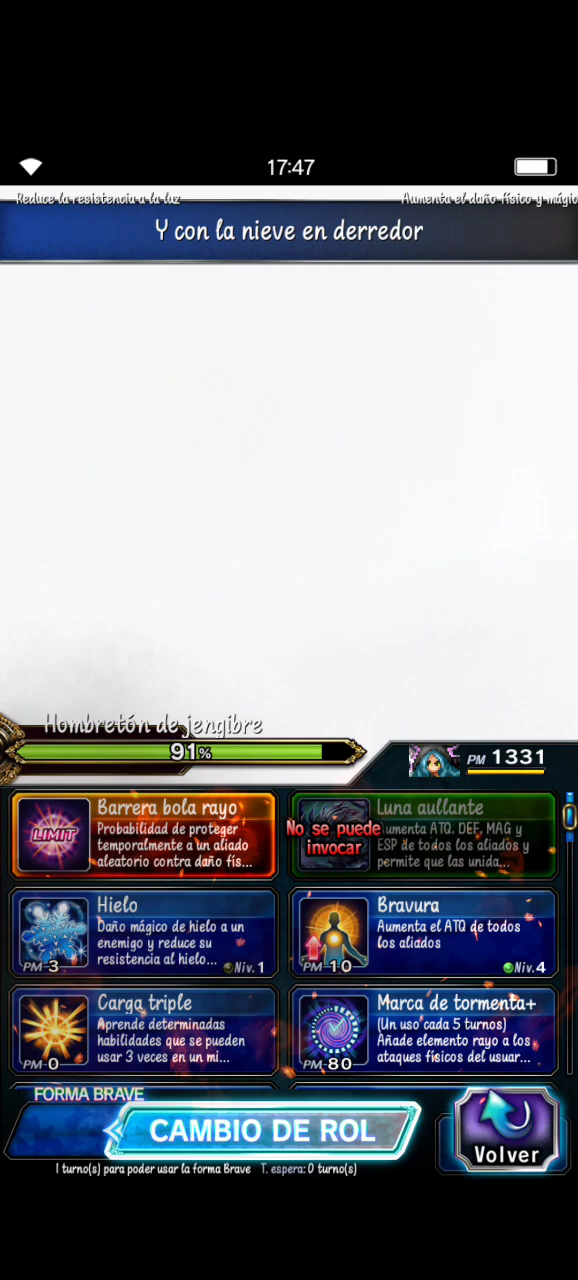 17:47
Reduce la resistencia a la luz
Aumenta el daño físico y mágic
Y con la nieve en derredor
Hombretón de jengibre
91%
PM 1331
Barrera bola rayo
LIMIT
Probabilidad de proteger
temporalmente a un aliado
aleatorio contra daño fís...
Luna aullante
No se puede
invocar
Aumenta ATQ, DEF, MAG y
ESP de todos los aliados y
permite que las unida...
Hielo
Daño mágico de hielo a un
enemigo y reduce su
resistencia al hielo...
PM-3
Niv.1
Bravura
Aumenta el ATQ de todos
los aliados
PM-10
Niv.4
Carga triple
Aprende determinadas
habilidades que se pueden
usar 3 veces en un mi...
PM-0
Marca de tormenta+
(Un uso cada 5 turnos)
Añade elemento rayo a los
ataques físicos del usuar...
PM-80
FORMA BRAVE
CAMBIO DE ROL
1 turno(s) para poder usar la forma Brave T. espera: 0 turno(s)
Volver